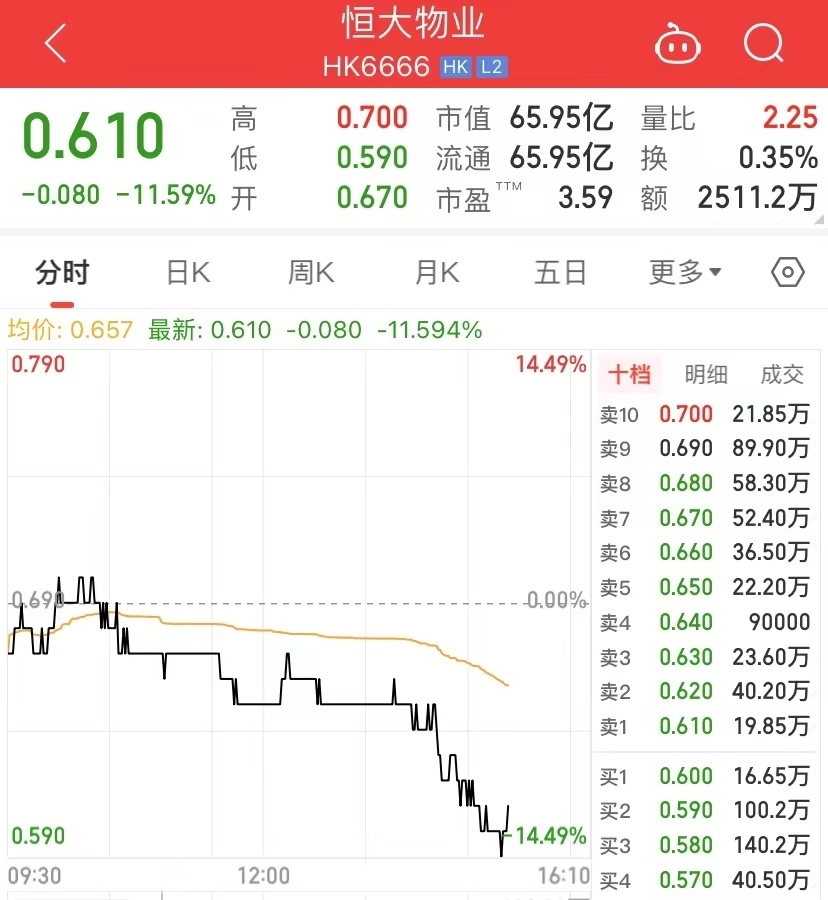 恒大物业
HK6666 HK L2
0.610
-0.080 -11.59%
高 0.700 市值 65.95亿 量比 2.25
低 0.590 流通 65.95亿 换 0.35%
开 0.670 市盈TTM 3.59 额 2511.2万
分时 日K 周K 月K 五日 更多
均价: 0.657 最新: 0.610 -0.080 -11.594%
0.790 14.49%
0.690 0.00%
0.590 14.49%
09:30 12:00 16:10
十档 明细 成交
卖10 0.700 21.85万
卖9 0.690 89.90万
卖8 0.680 58.30万
卖7 0.670 52.40万
卖6 0.660 36.50万
卖5 0.650 22.20万
卖4 0.640 90000
卖3 0.630 23.60万
卖2 0.620 40.20万
卖1 0.610 19.85万
买1 0.600 16.65万
买2 0.590 100.2万
买3 0.580 140.2万
买4 0.570 40.50万